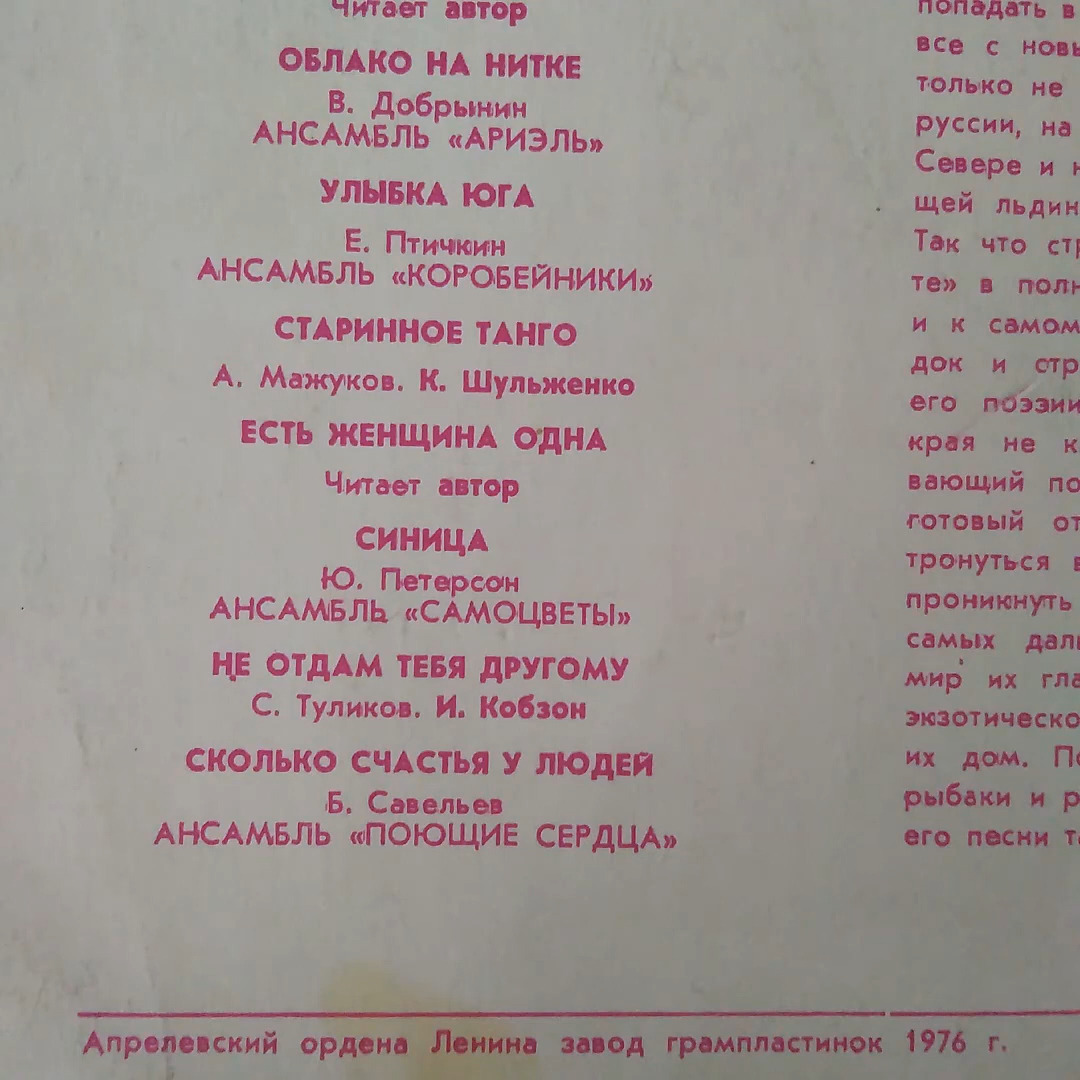 Читает автор
ОБЛАКО НА НИТКЕ
В. Добрынин
АНСАМБЛЬ «АРИЭЛЬ»
УЛЫБКА ЮГА
Е. Птичкин
АНСАМБЛЬ «КОРОБЕЙНИКИ»
СТАРИННОЕ ТАНГО
А. Мажуков. К. Шульженко
ЕСТЬ ЖЕНЩИНА ОДНА
Читает автор
СИНИЦА
Ю. Петерсон
АНСАМБЛЬ «САМОЦВЕТЫ»
НЕ ОТДАМ ТЕБЯ ДРУГОМУ
С. Туликов. И. Кобзон
СКОЛЬКО СЧАСТЬЯ У ЛЮДЕЙ
Б. Савельев
АНСАМБЛЬ «ПОЮЩИЕ СЕРДЦА»
попадать в
все с
только не
руссии, на
Севере и
щей
Так что
те» в
и к
док и
его поэзии
края не
вающий
готовый
тронуться
проникнуть
самых
мир их
их дом.
рыбаки и
его песни
Апрелевский ордена Ленина завод грампластинок 1976 г.